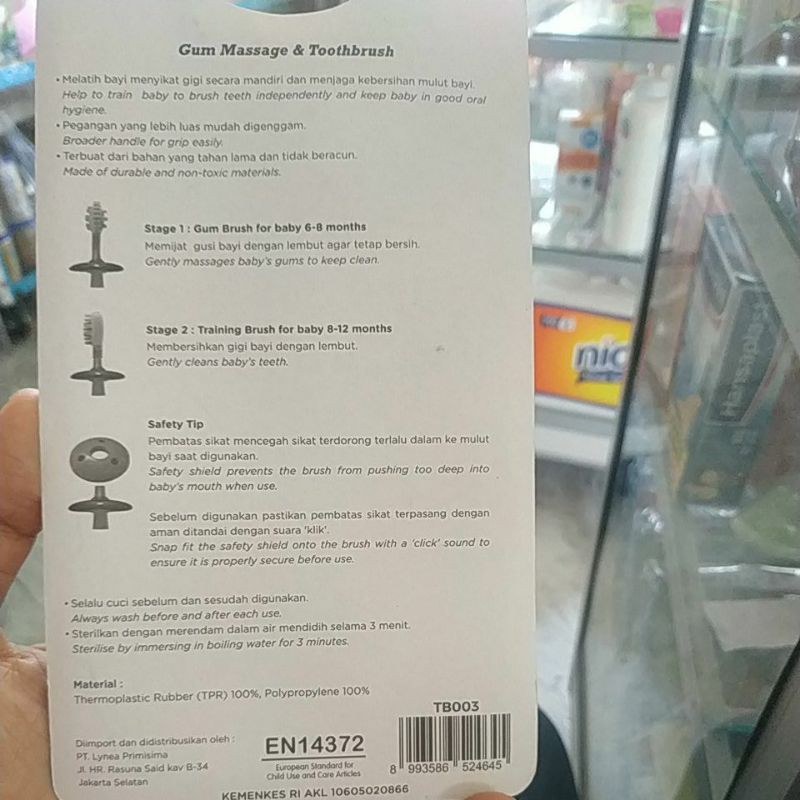 Gum Massage & Toothbrush
• Melatih bayi menyikat gigi secara mandiri dan menjaga kebersihan mulut bayi.
Help to train baby to brush teeth independently and keep baby in good oral
hygiene.
• Pegangan yang lebih luas mudah digenggam.
Broader handle for grip easily.
• Terbuat dari bahan yang tahan lama dan tidak beracun.
Made of durable and non-toxic materials.
Stage 1 : Gum Brush for baby 6-8 months
Memijat gusi bayi dengan lembut agar tetap bersih.
Gently massages baby's gums to keep clean.
Stage 2 : Training Brush for baby 8-12 months
Membersihkan gigi bayi dengan lembut.
Gently cleans baby's teeth.
Safety Tip
Pembatas sikat mencegah sikat terdorong terlalu dalam ke mulut
bayi saat digunakan.
Safety shield prevents the brush from pushing too deep into
baby's mouth when use.
Sebelum digunakan pastikan pembatas sikat terpasang dengan
aman ditandai dengan suara 'klik'.
Snap fit the safety shield onto the brush with a 'click' sound to
ensure it is properly secure before use.
• Selalu cuci sebelum dan sesudah digunakan.
Always wash before and after each use.
• Sterilkan dengan merendam dalam air mendidih selama 3 menit.
Sterilise by immersing in boiling water for 3 minutes.
Material :
Thermoplastic Rubber (TPR) 100%, Polypropylene 100%
Diimport dan didistribusikan oleh :
PT. Lynea Primisima
Jl. HR. Rasuna Said kav B-34
Jakarta Selatan
EN14372
European Standard for
Child Use and Care Articles
TB003
8 993586 524645
KEMENKES RI AKL 10605020866
nic
Hansaplast